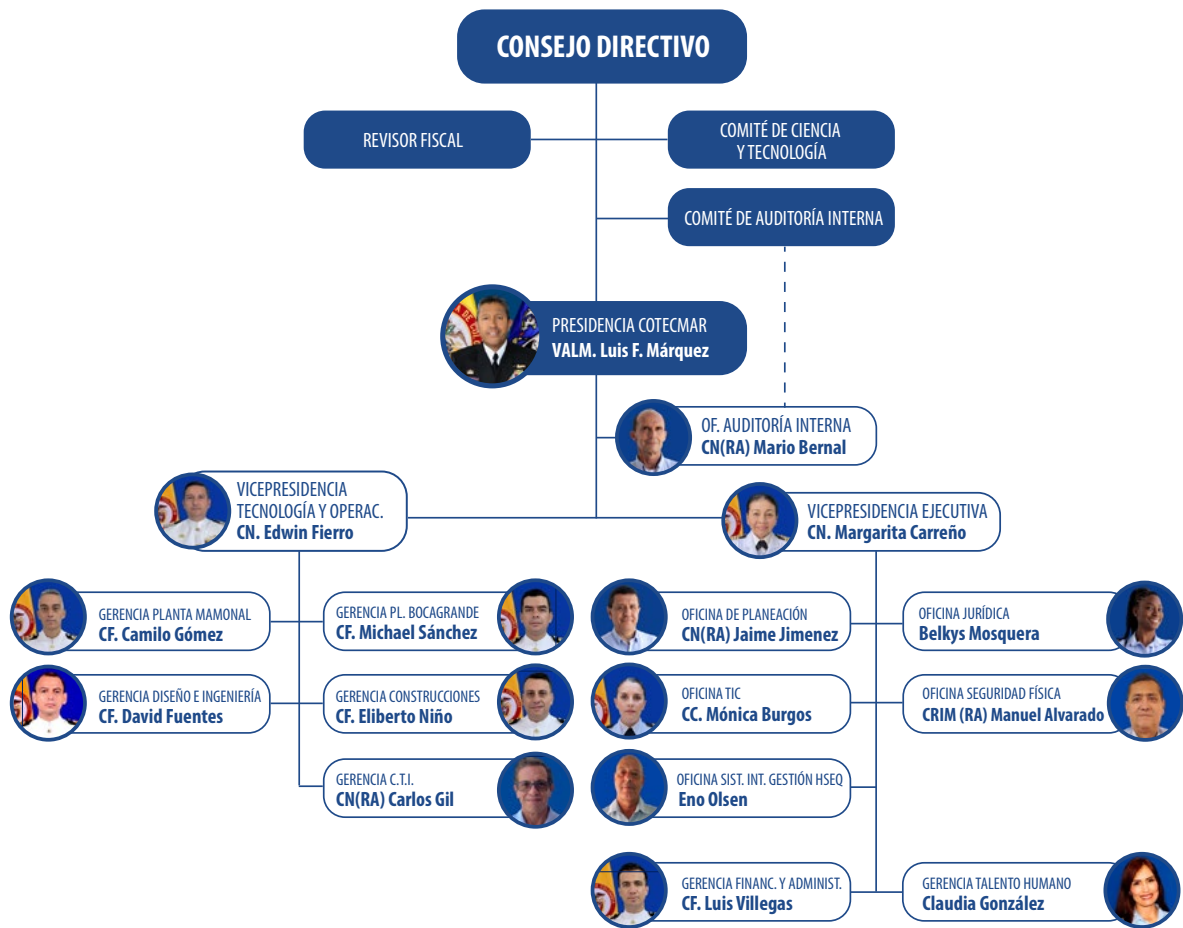 CONSEJO DIRECTIVO
REVISOR FISCAL
COMITÉ DE CIENCIA
Y TECNOLOGÍA
COMITÉ DE AUDITORÍA INTERNA
PRESIDENCIA COTECMAR
VALM. Luis F. Márquez
OF. AUDITORÍA INTERNA
CN(RA) Mario Bernal
VICEPRESIDENCIA
TECNOLOGÍA Y OPERAC.
CN. Edwin Fierro
VICEPRESIDENCIA EJECUTIVA
CN. Margarita Carreño
GERENCIA PLANTA MAMONAL
CF. Camilo Gómez
GERENCIA PL. BOCAGRANDE
CF. Michael Sánchez
OFICINA DE PLANEACIÓN
CN(RA) Jaime Jimenez
OFICINA JURÍDICA
Belkys Mosquera
GERENCIA DISEÑO E INGENIERÍA
CF. David Fuentes
GERENCIA CONSTRUCCIONES
CF. Eliberto Niño
OFICINA TIC
CC. Mónica Burgos
OFICINA SEGURIDAD FÍSICA
CRIM (RA) Manuel Alvarado
GERENCIA C.T.I.
CN(RA) Carlos Gil
OFICINA SIST. INT. GESTIÓN HSEQ
Eno Olsen
GERENCIA FINANC. Y ADMINIST.
CF. Luis Villegas
GERENCIA TALENTO HUMANO
Claudia González